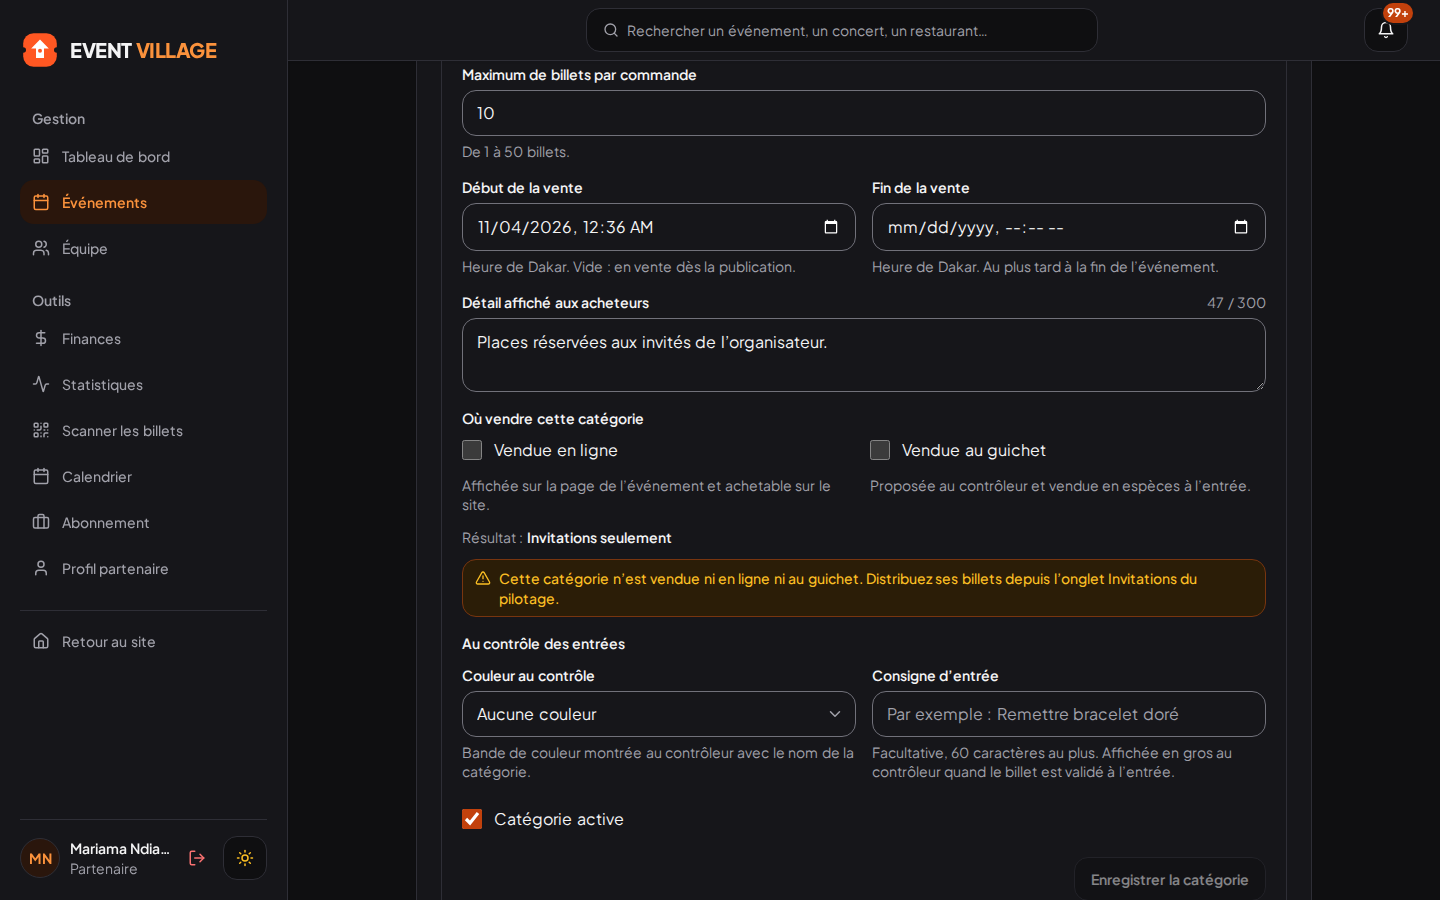 EVENT VILLAGE
Rechercher un événement, un concert, un restaurant…
99+
Gestion
Tableau de bord
Événements
Équipe
Outils
Finances
Statistiques
Scanner les billets
Calendrier
Abonnement
Profil partenaire
Retour au site
MN
Mariama Ndia…
Partenaire
Maximum de billets par commande
10
De 1 à 50 billets.
Début de la vente
Fin de la vente
11/04/2026, 12:36 AM
mm/dd/yyyy, --:-- --
Heure de Dakar. Vide : en vente dès la publication.
Heure de Dakar. Au plus tard à la fin de l’événement.
Détail affiché aux acheteurs
47 / 300
Places réservées aux invités de l’organisateur.
Où vendre cette catégorie
Vendue en ligne
Vendue au guichet
Affichée sur la page de l’événement et achetable sur le
site.
Proposée au contrôleur et vendue en espèces à l’entrée.
Résultat : Invitations seulement
Cette catégorie n’est vendue ni en ligne ni au guichet. Distribuez ses billets depuis l’onglet Invitations du
pilotage.
Au contrôle des entrées
Couleur au contrôle
Consigne d’entrée
Aucune couleur
Par exemple : Remettre bracelet doré
Bande de couleur montrée au contrôleur avec le nom de la
catégorie.
Facultative, 60 caractères au plus. Affichée en gros au
contrôleur quand le billet est validé à l’entrée.
Catégorie active
Enregistrer la catégorie